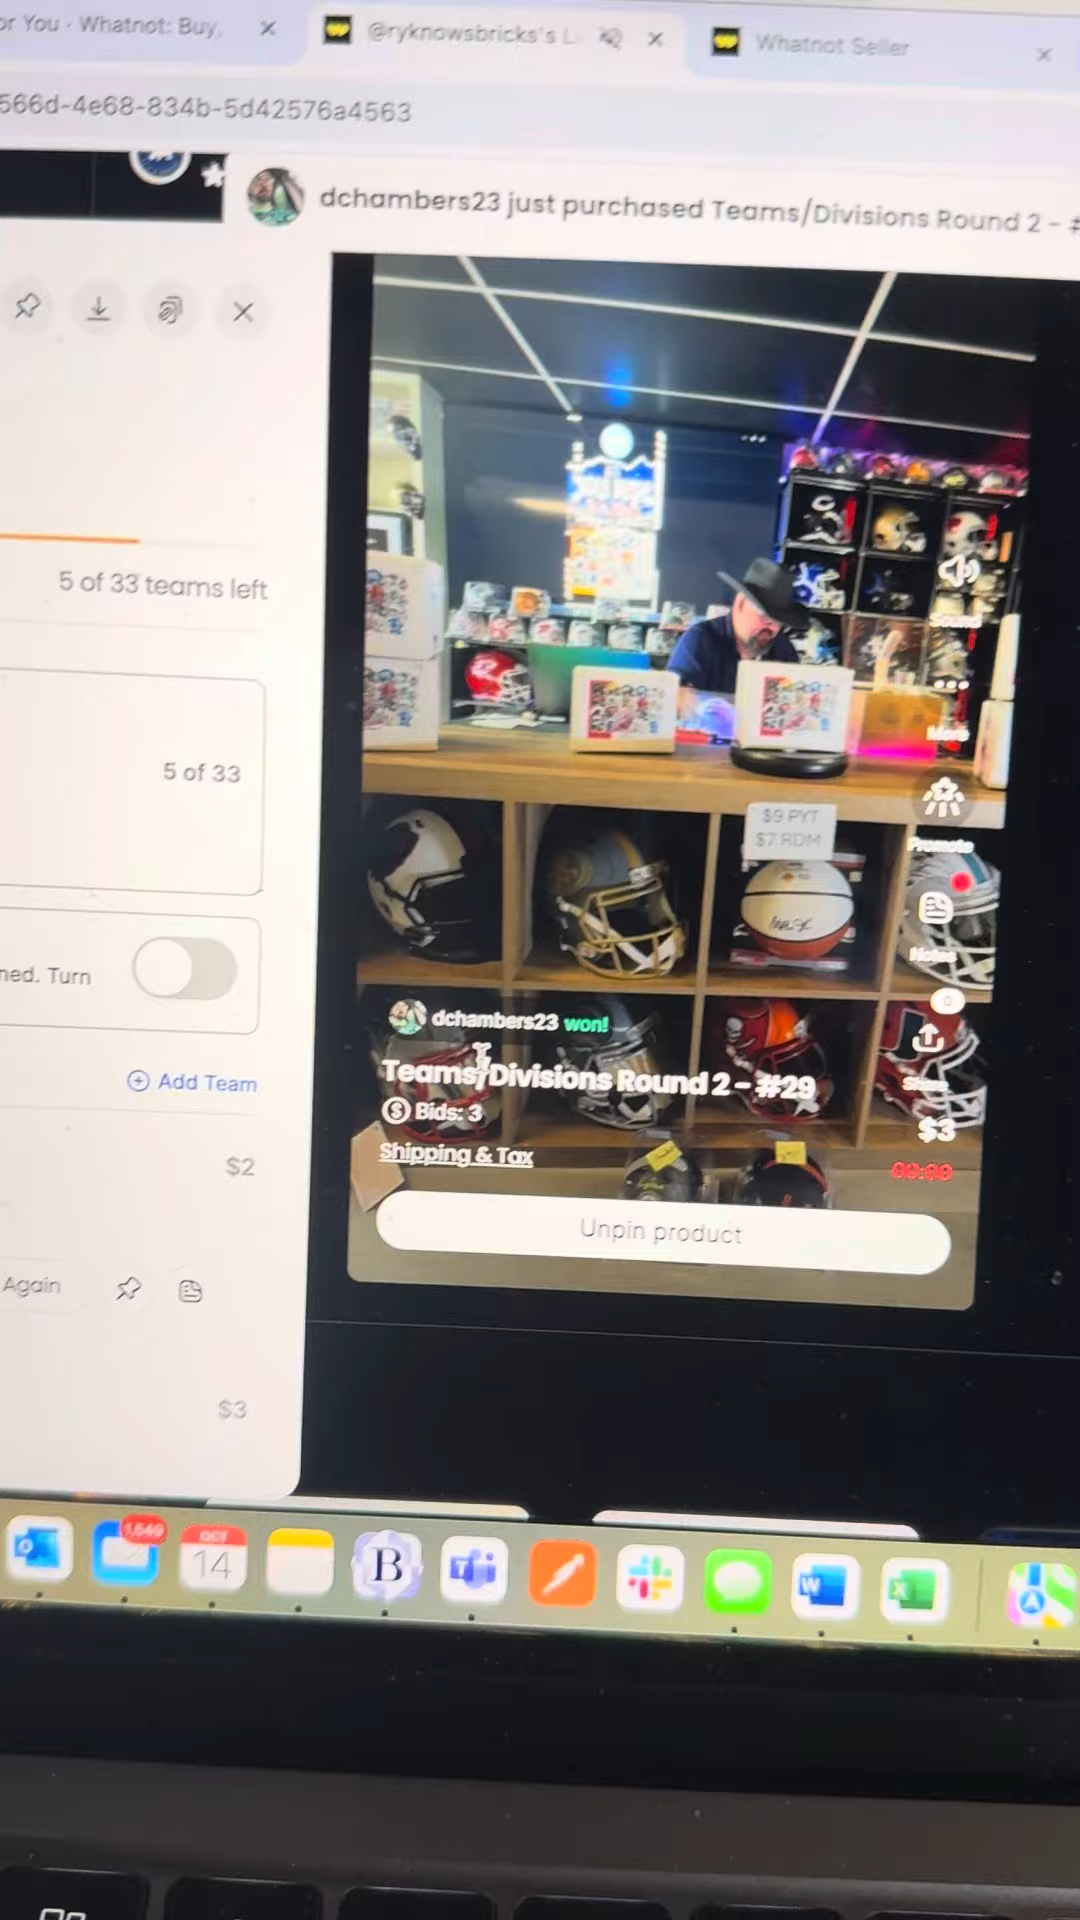 or You - Whatnot: Buy,
@ryknowsbricks's L
Whatnot Seller
566d-4e68-834b-5d42576a4563
dchambers23 just purchased Teams/Divisions Round 2 - #
5 of 33 teams left
5 of 33
ned. Turn
Add Team
$2
Again
$3
Sound
More
$9 PYT
$7 RDM
Promote
Notes
0
dchambers23 won!
Teams/Divisions Round 2 - #29
Bids: 3
Share
$3
Shipping & Tax
00:00
Unpin product
1,649
OCT
14
B
W
X